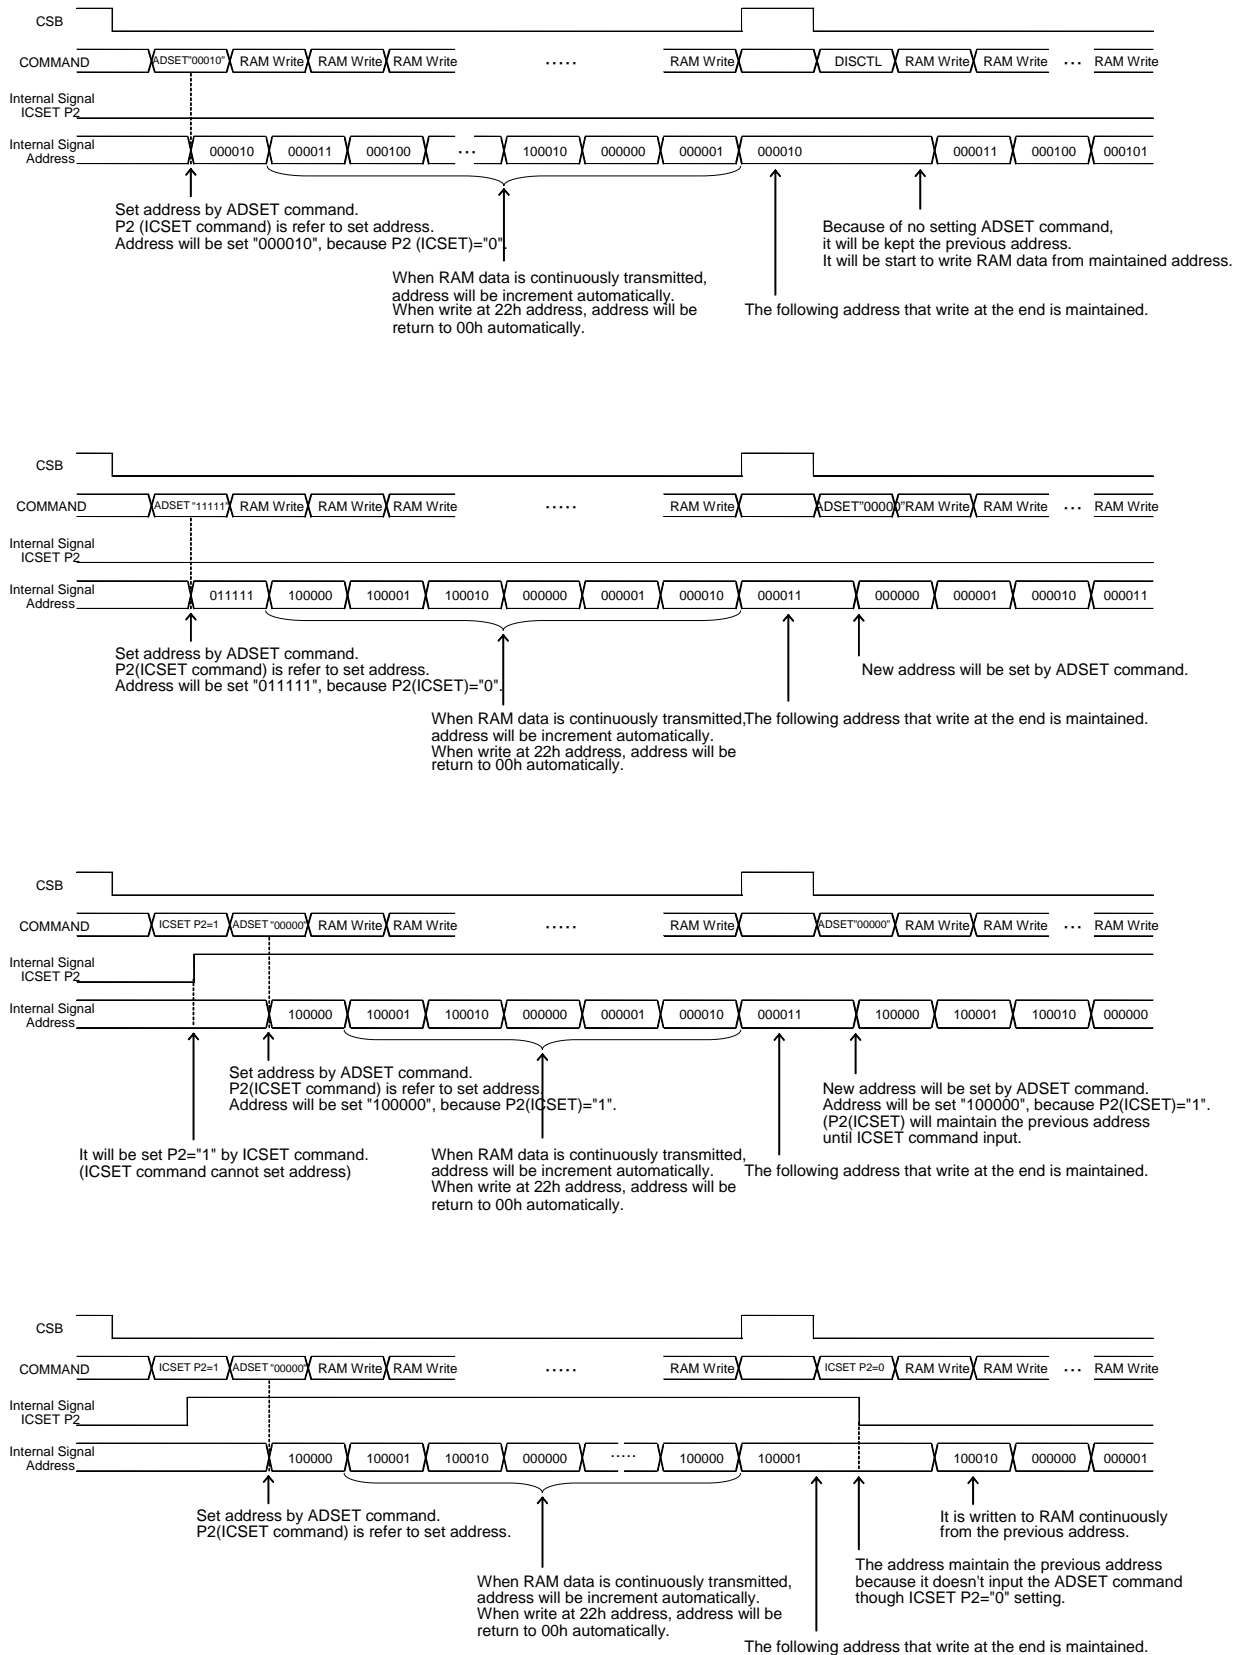 CSB
COMMAND ADSET"00010" RAM Write RAM Write RAM Write ····· RAM Write DISCTL RAM Write RAM Write ··· RAM Write
Internal Signal
ICSET P2
Internal Signal
Address 000010 000011 000100 ··· 100010 000000 000001 000010 000011 000100 000101
Set address by ADSET command.
P2 (ICSET command) is refer to set address.
Address will be set "000010", because P2 (ICSET)="0".
When RAM data is continuously transmitted,
address will be increment automatically.
When write at 22h address, address will be
return to 00h automatically.
Because of no setting ADSET command,
it will be kept the previous address.
It will be start to write RAM data from maintained address.
The following address that write at the end is maintained.
CSB
COMMAND ADSET "11111" RAM Write RAM Write RAM Write ····· RAM Write ADSET"00000" RAM Write RAM Write ··· RAM Write
Internal Signal
ICSET P2
Internal Signal
Address 011111 100000 100001 100010 000000 000001 000010 000011 000000 000001 000010 000011
Set address by ADSET command.
P2(ICSET command) is refer to set address.
Address will be set "011111", because P2(ICSET)="0".
When RAM data is continuously transmitted,
address will be increment automatically.
When write at 22h address, address will be
return to 00h automatically.
The following address that write at the end is maintained.
New address will be set by ADSET command.
CSB
COMMAND ICSET P2=1 ADSET "00000" RAM Write RAM Write ····· RAM Write ADSET"00000" RAM Write RAM Write ··· RAM Write
Internal Signal
ICSET P2
Internal Signal
Address 100000 100001 100010 000000 000001 000010 000011 100000 100001 100010 000000
Set address by ADSET command.
P2(ICSET command) is refer to set address.
Address will be set "100000", because P2(ICSET)="1".
It will be set P2="1" by ICSET command.
(ICSET command cannot set address)
When RAM data is continuously transmitted,
address will be increment automatically.
When write at 22h address, address will be
return to 00h automatically.
New address will be set by ADSET command.
Address will be set "100000", because P2(ICSET)="1".
(P2(ICSET) will maintain the previous address
until ICSET command input.
The following address that write at the end is maintained.
CSB
COMMAND ICSET P2=1 ADSET "00000" RAM Write RAM Write ····· RAM Write ICSET P2=0 RAM Write RAM Write ··· RAM Write
Internal Signal
ICSET P2
Internal Signal
Address 100000 100001 100010 000000 ····· 100000 100001 100010 000000 000001
Set address by ADSET command.
P2(ICSET command) is refer to set address.
When RAM data is continuously transmitted,
address will be increment automatically.
When write at 22h address, address will be
return to 00h automatically.
It is written to RAM continuously
from the previous address.
The address maintain the previous address
because it doesn't input the ADSET command
though ICSET P2="0" setting.
The following address that write at the end is maintained.